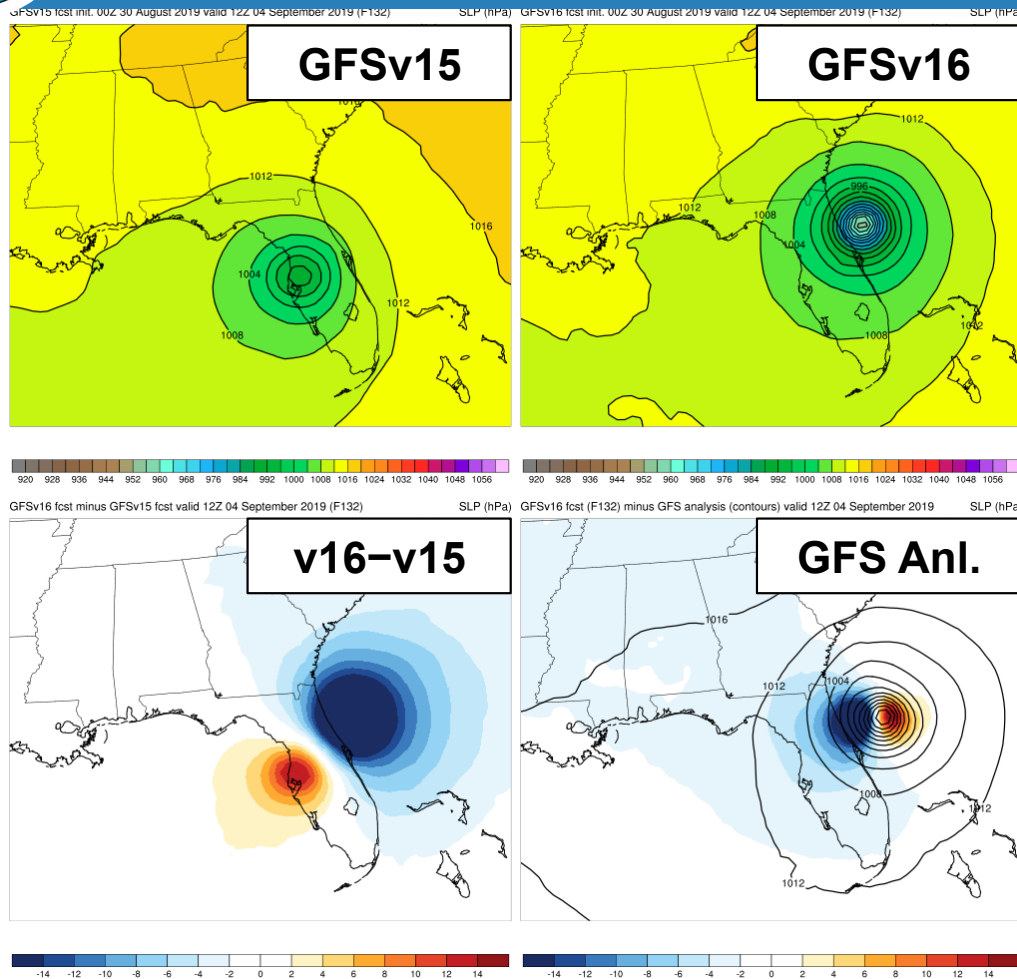 GFSv15 fcst init. 00Z 30 August 2019 valid 12Z 04 September 2019 (F132) SLP (hPa)
GFSv15
1016
1012
1016
1004
1012
1008
920 928 936 944 952 960 968 976 984 992 1000 1008 1016 1024 1032 1040 1048 1056
GFSv16 fcst init. 00Z 30 August 2019 valid 12Z 04 September 2019 (F132) SLP (hPa)
GFSv16
1012
996
1012
1008
1004
1008
1012
920 928 936 944 952 960 968 976 984 992 1000 1008 1016 1024 1032 1040 1048 1056
GFSv16 fcst minus GFSv15 fcst valid 12Z 04 September 2019 (F132) SLP (hPa)
v16−v15
-14 -12 -10 -8 -6 -4 -2 0 2 4 6 8 10 12 14
GFSv16 fcst (F132) minus GFS analysis (contours) valid 12Z 04 September 2019 SLP (hPa)
GFS Anl.
1016
1004
1012
1008
1012
1012
-14 -12 -10 -8 -6 -4 -2 0 2 4 6 8 10 12 14